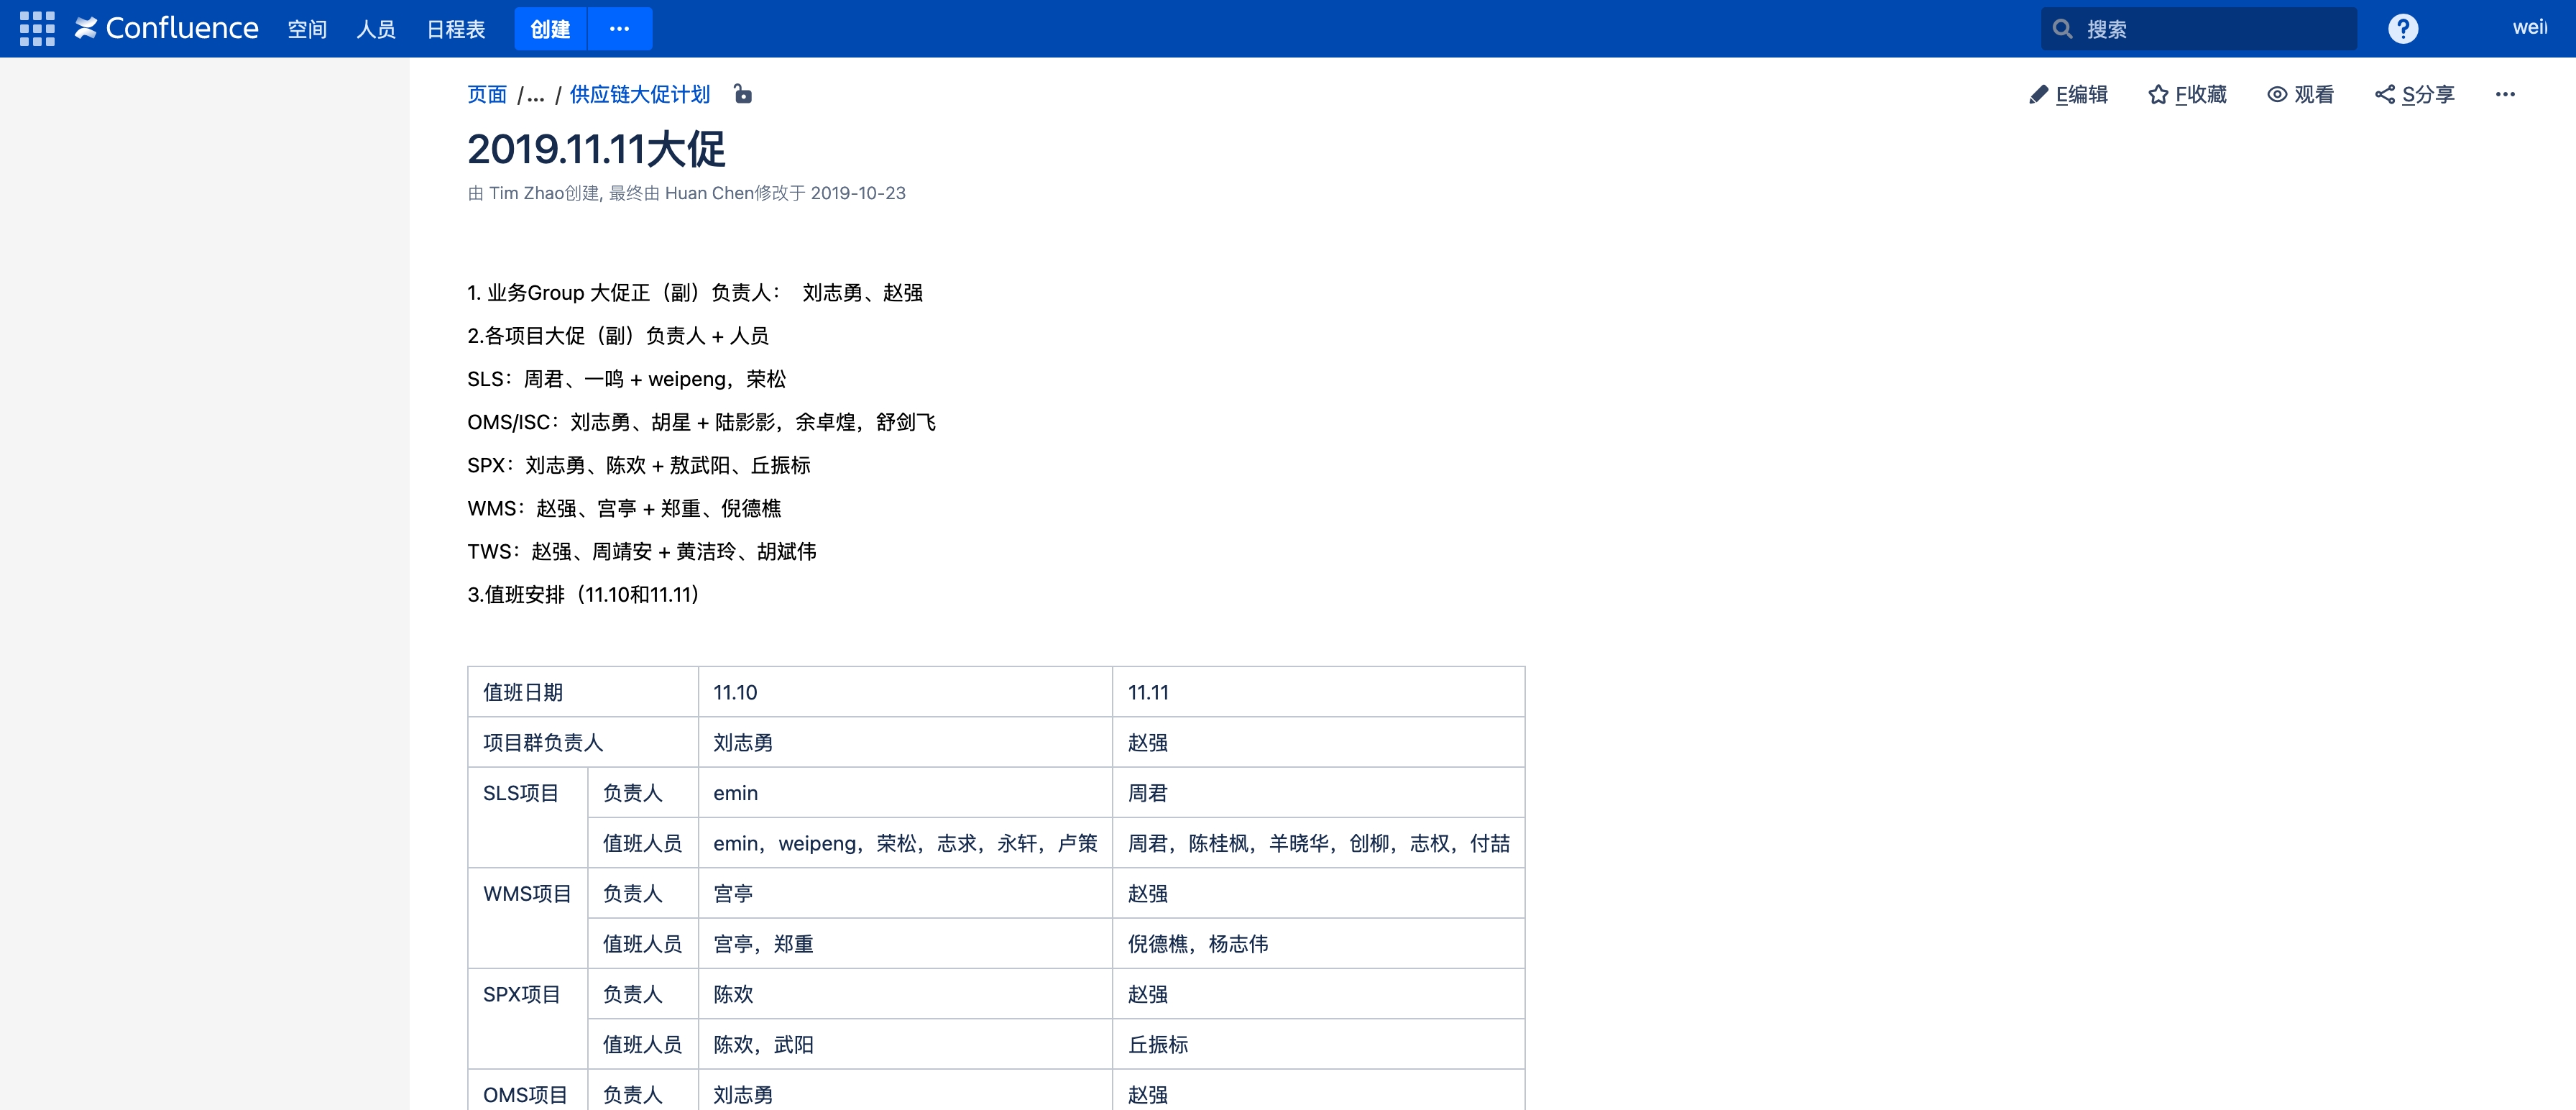 Confluence 空间 人员 日程表 创建 ··· 搜索 ? weil
页面 /... / 供应链大促计划 E编辑 F收藏 观看 S分享 ···
2019.11.11大促
由 Tim Zhao创建, 最终由 Huan Chen修改于 2019-10-23
1. 业务Group 大促正（副）负责人： 刘志勇、赵强
2.各项目大促（副）负责人 + 人员
SLS：周君、一鸣 + weipeng，荣松
OMS/ISC：刘志勇、胡星 + 陆影影，余卓煌，舒剑飞
SPX：刘志勇、陈欢 + 敖武阳、丘振标
WMS：赵强、宫亭 + 郑重、倪德樵
TWS：赵强、周靖安 + 黄洁玲、胡斌伟
3.值班安排（11.10和11.11）
值班日期 11.10 11.11
项目群负责人 刘志勇 赵强
SLS项目 负责人 emin 周君
值班人员 emin，weipeng，荣松，志求，永轩，卢策 周君，陈桂枫，羊晓华，创柳，志权，付喆
WMS项目 负责人 宫亭 赵强
值班人员 宫亭，郑重 倪德樵，杨志伟
SPX项目 负责人 陈欢 赵强
值班人员 陈欢，武阳 丘振标
OMS项目 负责人 刘志勇 赵强